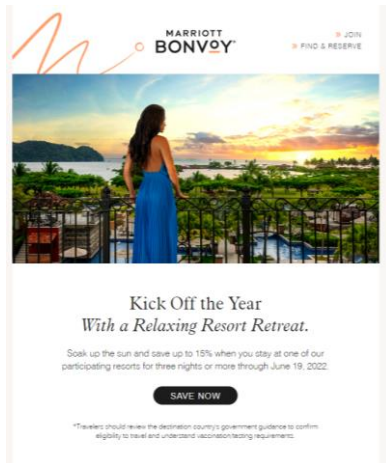 MARRIOTT
BONVOY™
» JOIN
» FIND & RESERVE
Kick Off the Year
With a Relaxing Resort Retreat.
Soak up the sun and save up to 15% when you stay at one of our
participating resorts for three nights or more through June 19, 2022.
SAVE NOW
*Travelers should review the destination country's government guidance to confirm
eligibility to travel and understand vaccination/testing requirements.